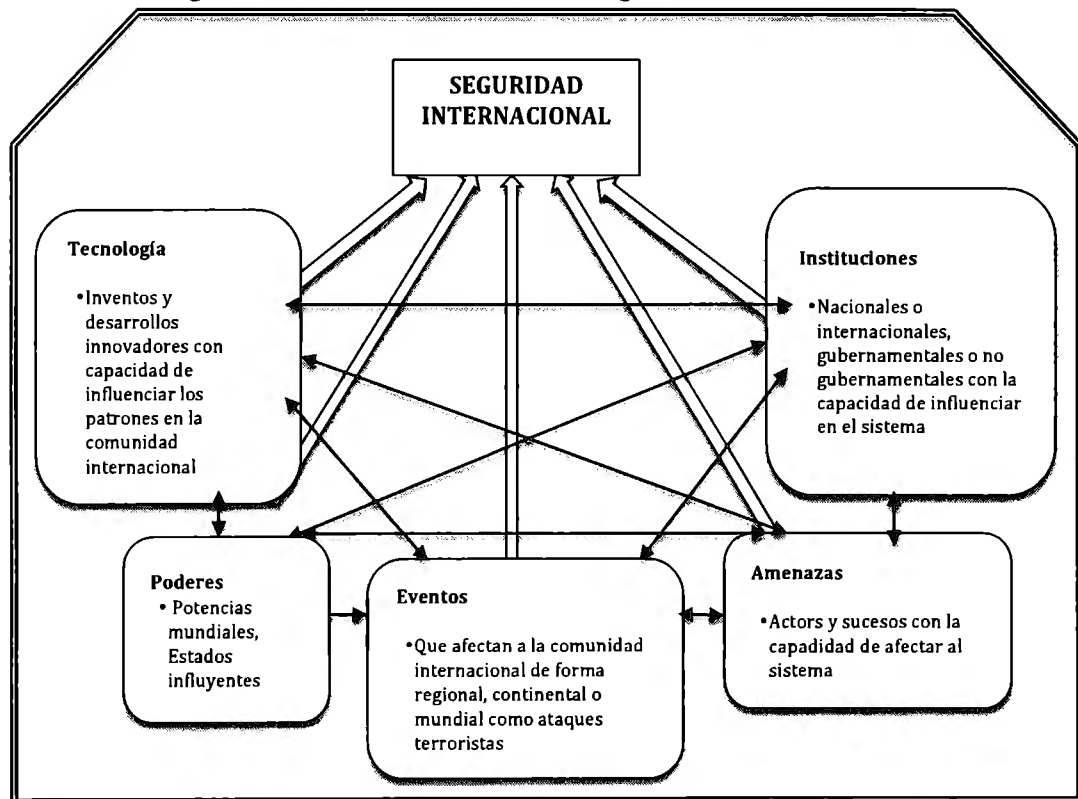 SEGURIDAD
INTERNACIONAL
Tecnología
•Inventos y
desarrollos
innovadores con
capacidad de
influenciar los
patrones en la
comunidad
internacional
Instituciones
•Nacionales o
internacionales,
gubernamentales o no
gubernamentales con la
capacidad de influenciar
en el sistema
Poderes
• Potencias
mundiales,
Estados
influyentes
Eventos
•Que afectan a la comunidad
internacional de forma
regional, continental o
mundial como ataques
terroristas
Amenazas
•Actors y sucesos con la
capadidad de afectar al
sistema